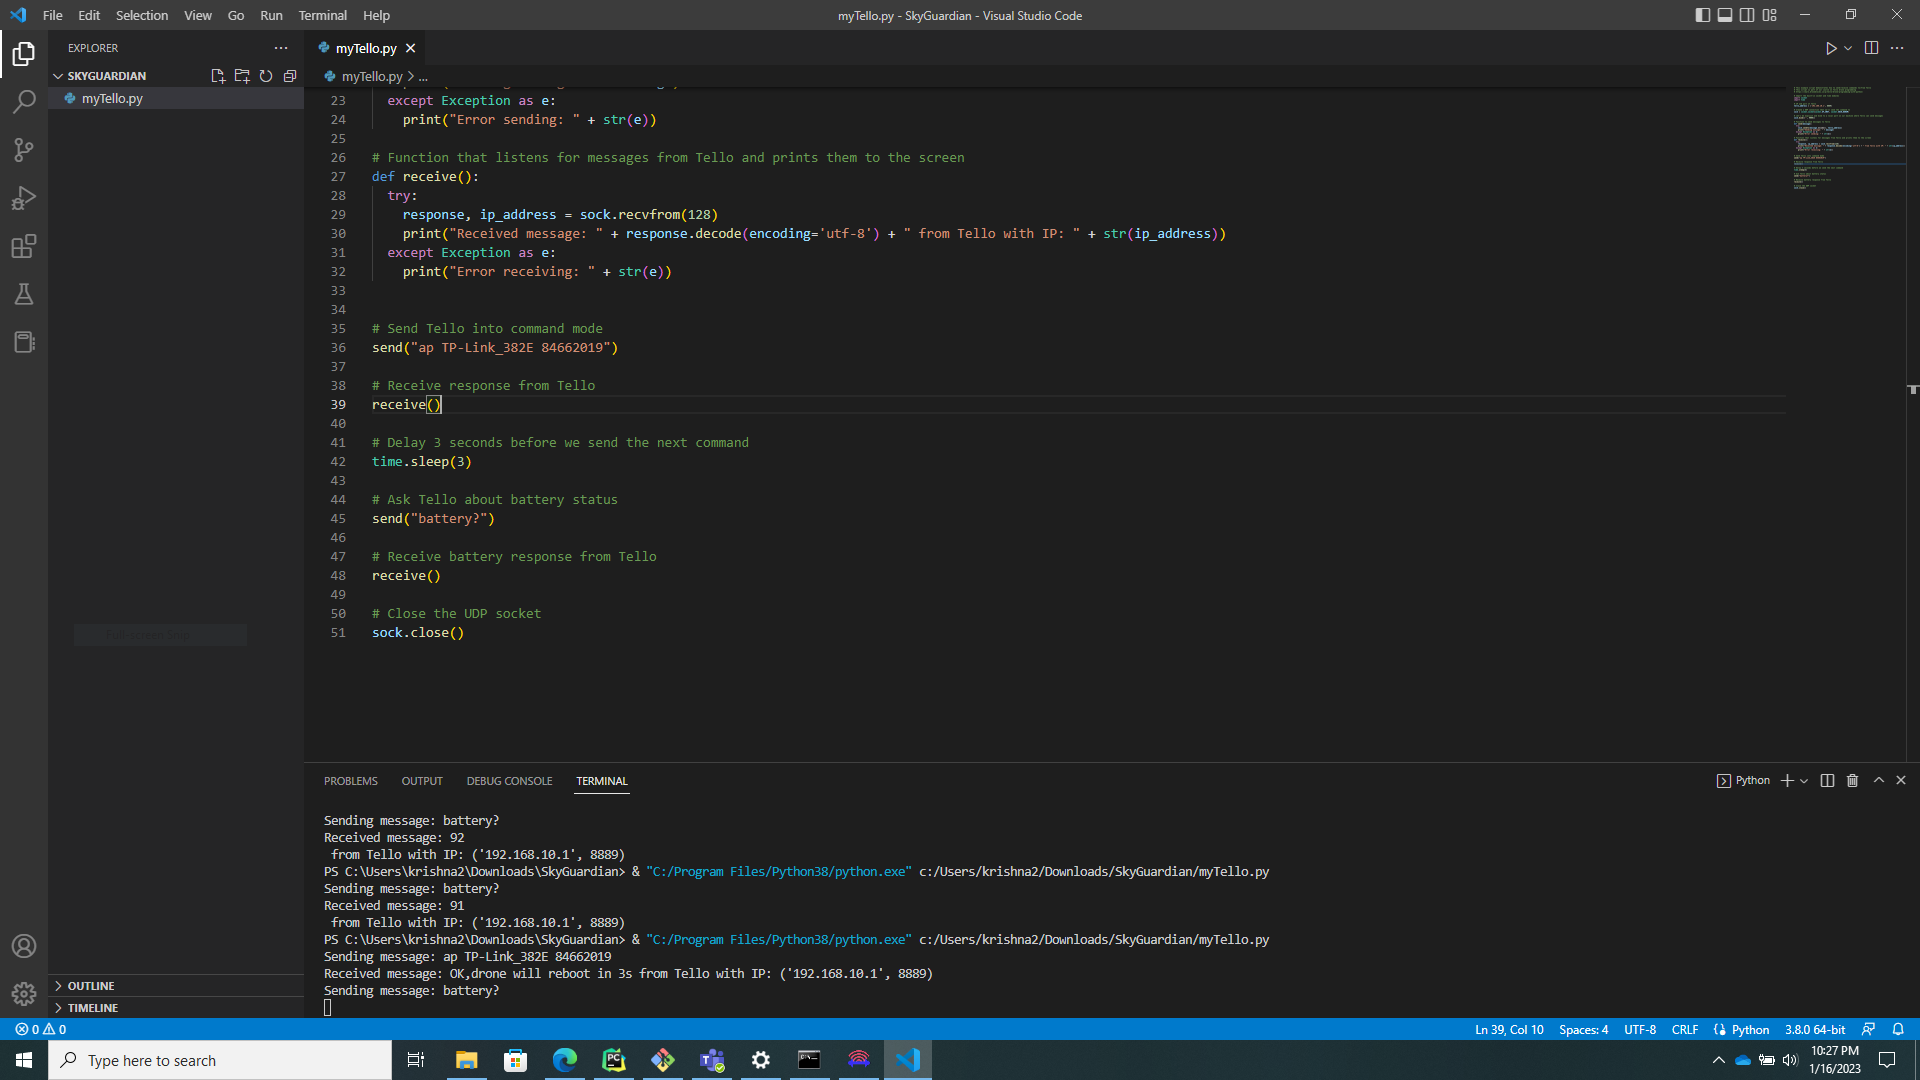 File Edit Selection View Go Run Terminal Help
myTello.py - SkyGuardian - Visual Studio Code
EXPLORER
SKYGUARDIAN
myTello.py
OUTLINE
TIMELINE
myTello.py
myTello.py > ...
23 except Exception as e:
24 print("Error sending: " + str(e))
25
26 # Function that listens for messages from Tello and prints them to the screen
27 def receive():
28 try:
29 response, ip_address = sock.recvfrom(128)
30 print("Received message: " + response.decode(encoding='utf-8') + " from Tello with IP: " + str(ip_address))
31 except Exception as e:
32 print("Error receiving: " + str(e))
33
34
35 # Send Tello into command mode
36 send("ap TP-Link_382E 84662019")
37
38 # Receive response from Tello
39 receive()
40
41 # Delay 3 seconds before we send the next command
42 time.sleep(3)
43
44 # Ask Tello about battery status
45 send("battery?")
46
47 # Receive battery response from Tello
48 receive()
49
50 # Close the UDP socket
51 sock.close()
PROBLEMS OUTPUT DEBUG CONSOLE TERMINAL
Python
Sending message: battery?
Received message: 92
from Tello with IP: ('192.168.10.1', 8889)
PS C:\Users\krishna2\Downloads\SkyGuardian> & "C:/Program Files/Python38/python.exe" c:/Users/krishna2/Downloads/SkyGuardian/myTello.py
Sending message: battery?
Received message: 91
from Tello with IP: ('192.168.10.1', 8889)
PS C:\Users\krishna2\Downloads\SkyGuardian> & "C:/Program Files/Python38/python.exe" c:/Users/krishna2/Downloads/SkyGuardian/myTello.py
Sending message: ap TP-Link_382E 84662019
Received message: OK,drone will reboot in 3s from Tello with IP: ('192.168.10.1', 8889)
Sending message: battery?
0 0
Ln 39, Col 10 Spaces: 4 UTF-8 CRLF Python 3.8.0 64-bit
Type here to search
10:27 PM
1/16/2023